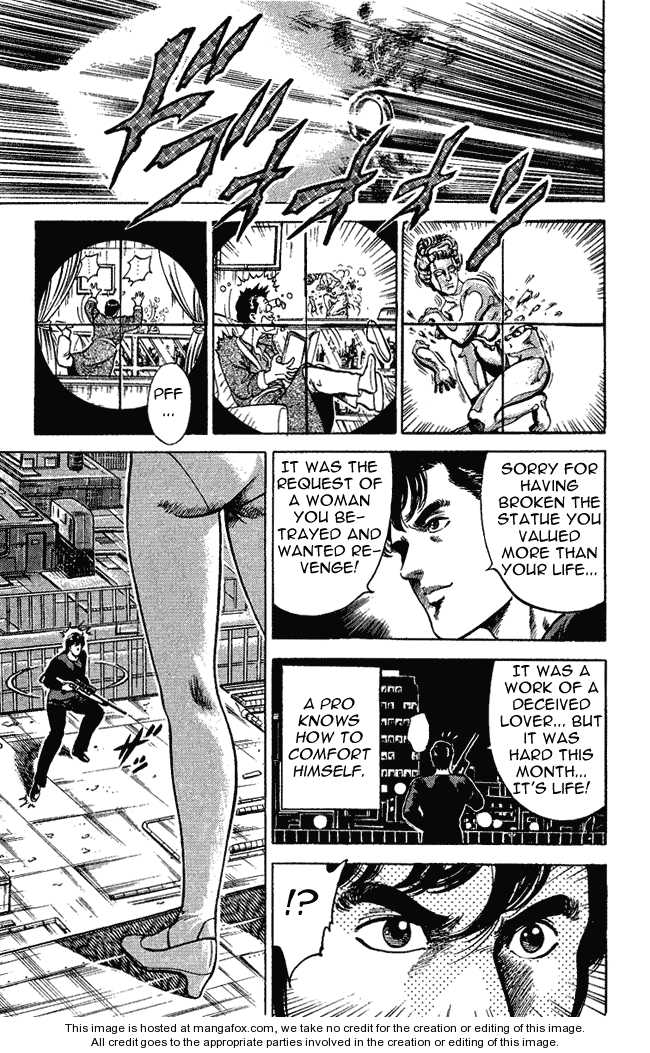 PFF
...
SORRY FOR
HAVING
BROKEN THE
STATUE YOU
VALUED
MORE THAN
YOUR LIFE...
IT WAS THE
REQUEST OF
A WOMAN
YOU BE-
TRAYED AND
WANTED RE-
VENGE!
IT WAS A
WORK OF A
DECEIVED
LOVER... BUT
IT WAS
HARD THIS
MONTH...
IT'S LIFE!
A PRO
KNOWS
HOW TO
COMFORT
HIMSELF.
!?
This image is hosted at mangafox.com, we take no credit for the creation or editing of this image.
All credit goes to the appropriate parties involved in the creation or editing of this image.